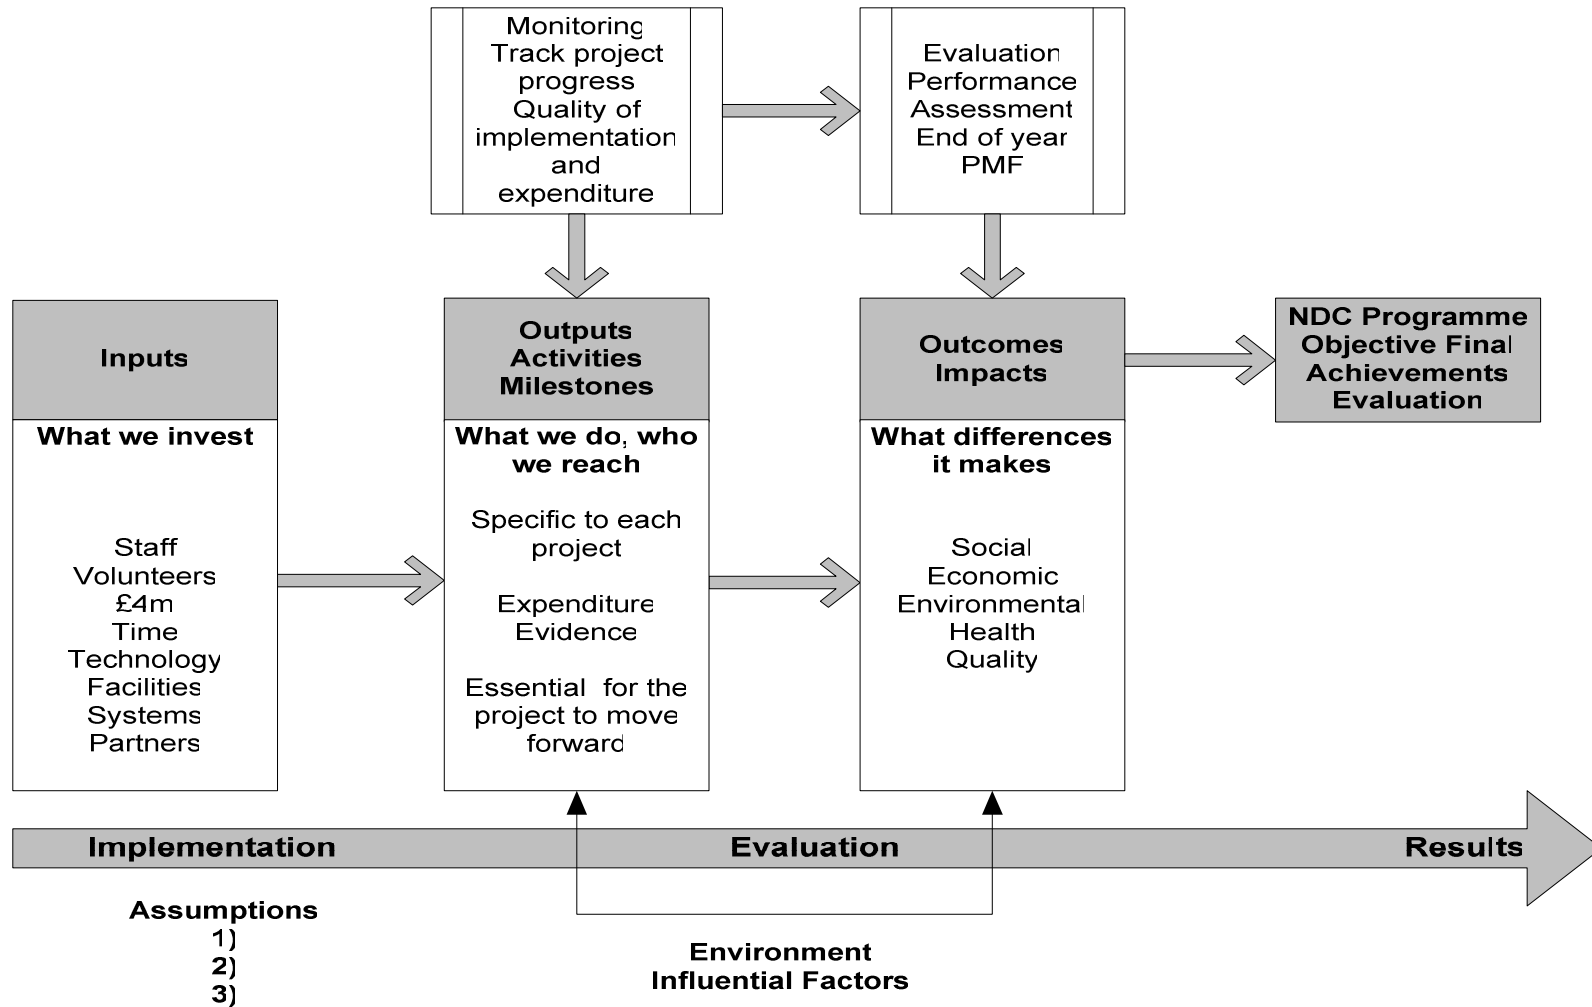 Monitoring
Track project
progress
Quality of
implementation
and
expenditure
Evaluation
Performance
Assessment
End of year
PMF
Inputs
What we invest
Staff
Volunteers
£4m
Time
Technology
Facilities
Systems
Partners
Outputs
Activities
Milestones
What we do, who
we reach
Specific to each
project
Expenditure
Evidence
Essential for the
project to move
forward
Outcomes
Impacts
What differences
it makes
Social
Economic
Environmental
Health
Quality
NDC Programme
Objective Final
Achievements
Evaluation
Implementation
Evaluation
Results
Assumptions
1)
2)
3)
Environment
Influential Factors